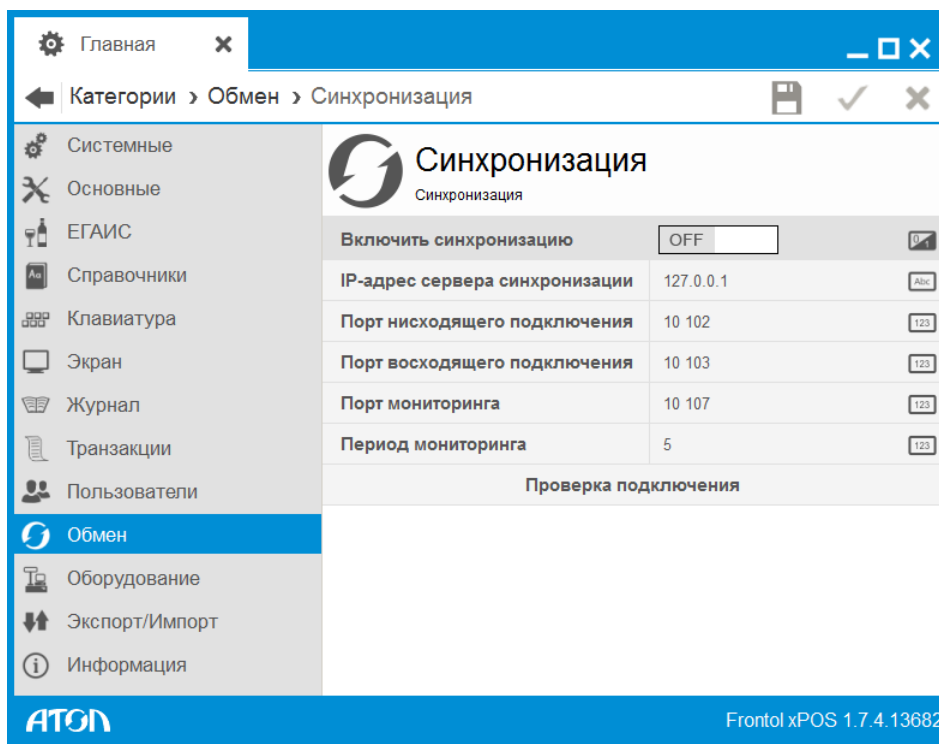 Главная
Категории › Обмен › Синхронизация
Системные
Основные
ЕГАИС
Справочники
Клавиатура
Экран
Журнал
Транзакции
Пользователи
Обмен
Оборудование
Экспорт/Импорт
Информация
Синхронизация
Синхронизация
Включить синхронизацию OFF
IP-адрес сервера синхронизации 127.0.0.1 Abc
Порт нисходящего подключения 10 102 123
Порт восходящего подключения 10 103 123
Порт мониторинга 10 107 123
Период мониторинга 5 123
Проверка подключения
ATOL Frontol xPOS 1.7.4.13682